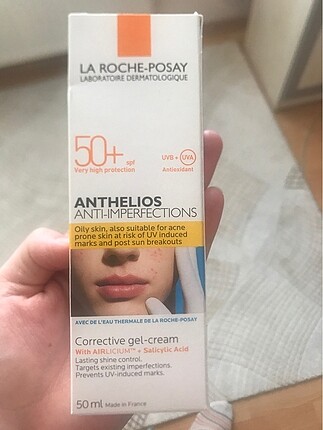 LA ROCHE-POSAY
LABORATOIRE DERMATOLOGIQUE
50+ spf
Very high protection
UVB + UVA
Antioxidant
ANTHELIOS
ANTI-IMPERFECTIONS
Oily skin, also suitable for acne
prone skin at risk of UV induced
marks and post sun breakouts
AVEC DE L'EAU THERMALE DE LA ROCHE-POSAY
Corrective gel-cream
With AIRLICIUM™ + Salicylic Acid
Lasting shine control.
Targets existing imperfections.
Prevents UV-induced marks.
50 ml Made in France